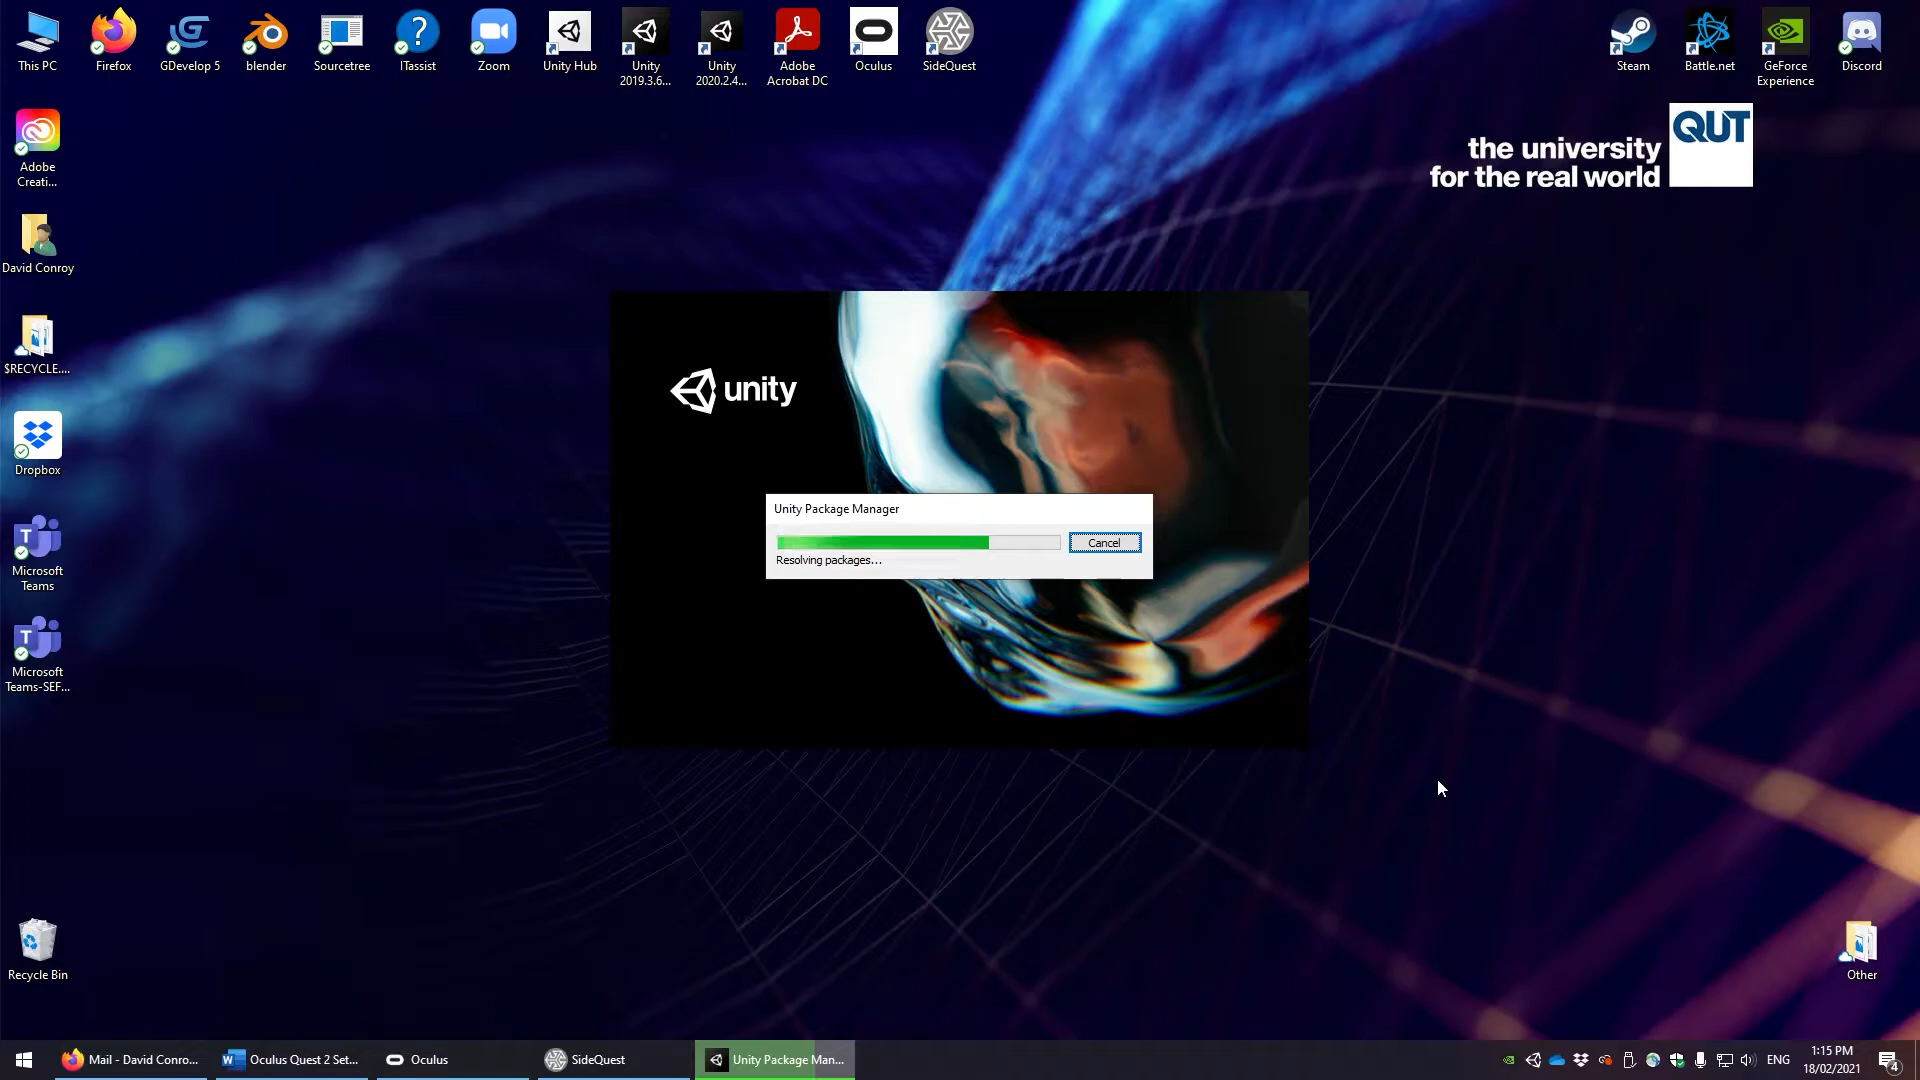 This PC
Firefox
GDevelop 5
blender
Sourcetree
ITassist
Zoom
Unity Hub
Unity
2019.3.6...
Unity
2020.2.4...
Adobe
Acrobat DC
Oculus
SideQuest
Steam
Battle.net
GeForce
Experience
Discord
Adobe
Creati...
David Conroy
$RECYCLE....
Dropbox
Microsoft
Teams
Microsoft
Teams-SEF...
Recycle Bin
the university
for the real world
QUT
unity
Unity Package Manager
Cancel
Resolving packages...
Other
Mail - David Conro...
Oculus Quest 2 Set...
Oculus
SideQuest
Unity Package Man...
ENG
1:15 PM
18/02/2021
4